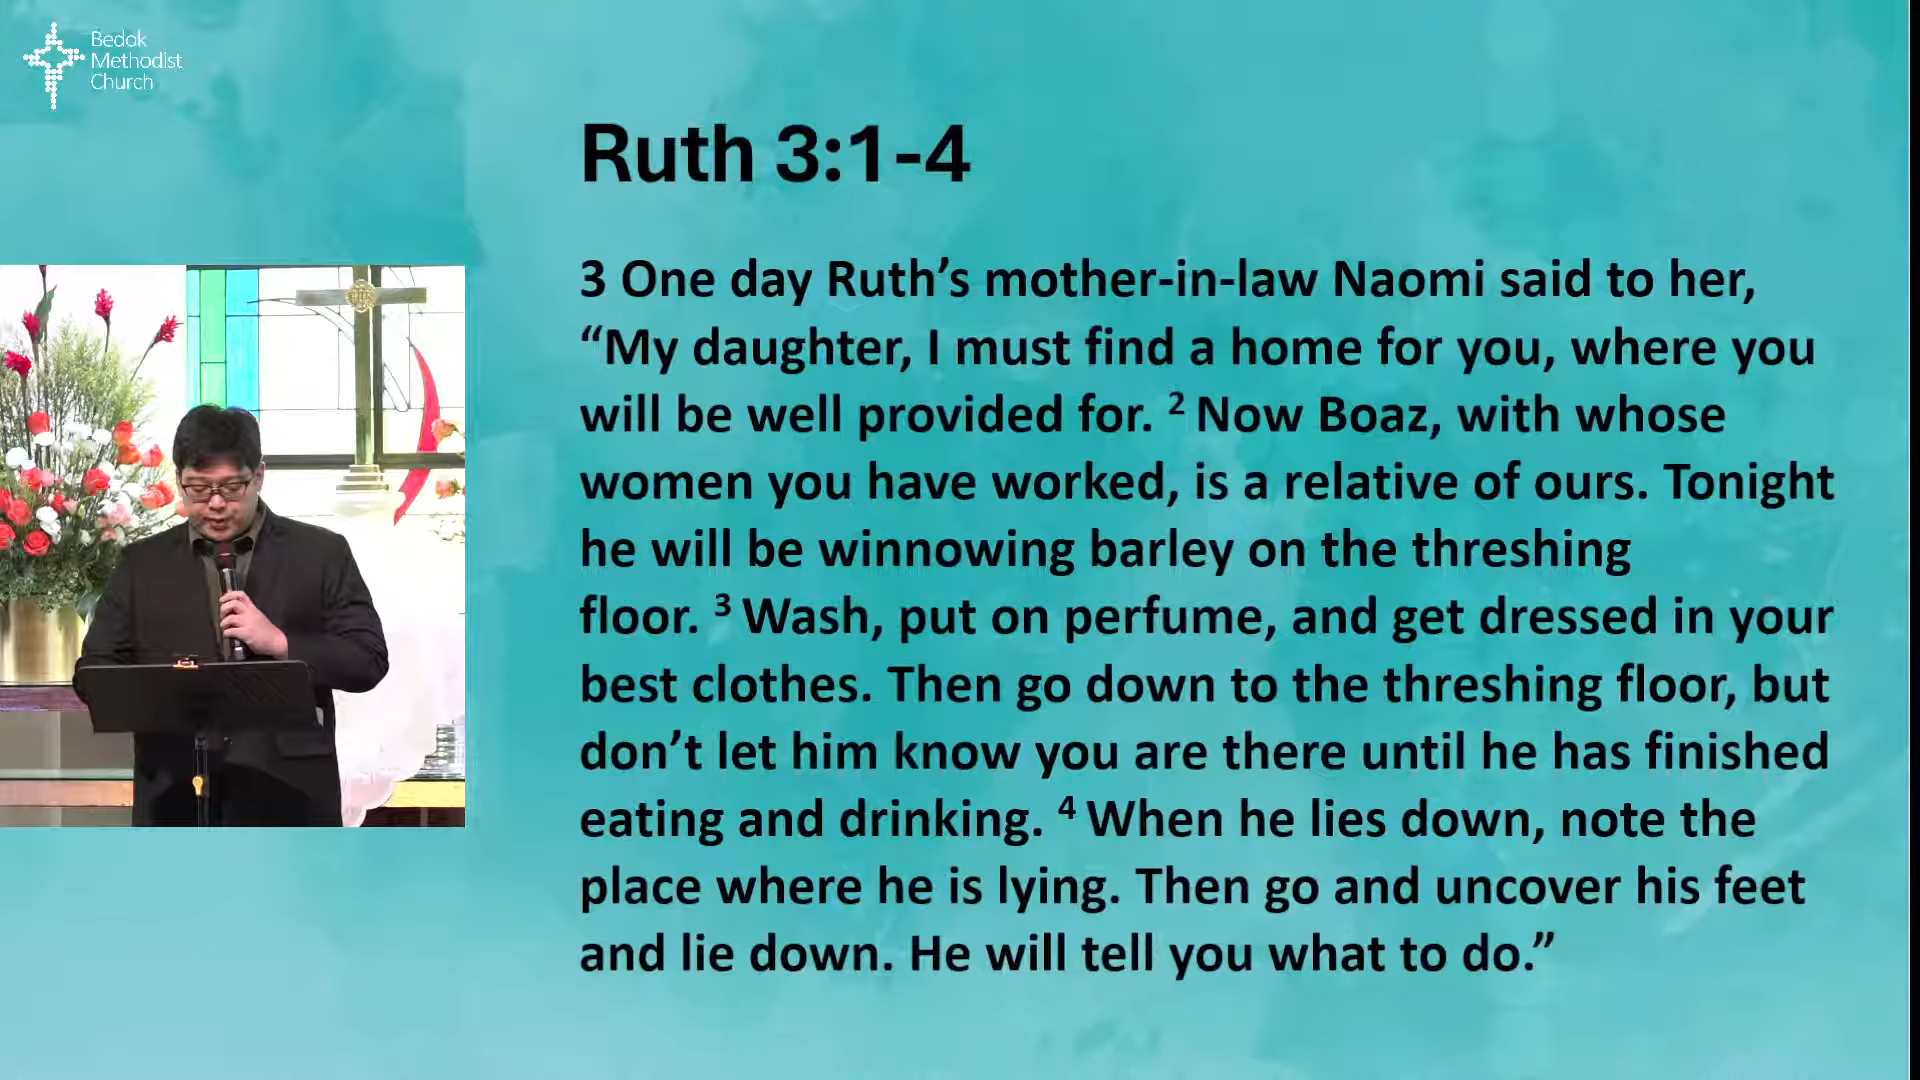 Bedok
Methodist
Church
Ruth 3:1-4
3 One day Ruth’s mother-in-law Naomi said to her,
“My daughter, I must find a home for you, where you
will be well provided for. 2 Now Boaz, with whose
women you have worked, is a relative of ours. Tonight
he will be winnowing barley on the threshing
floor. 3 Wash, put on perfume, and get dressed in your
best clothes. Then go down to the threshing floor, but
don’t let him know you are there until he has finished
eating and drinking. 4 When he lies down, note the
place where he is lying. Then go and uncover his feet
and lie down. He will tell you what to do.”